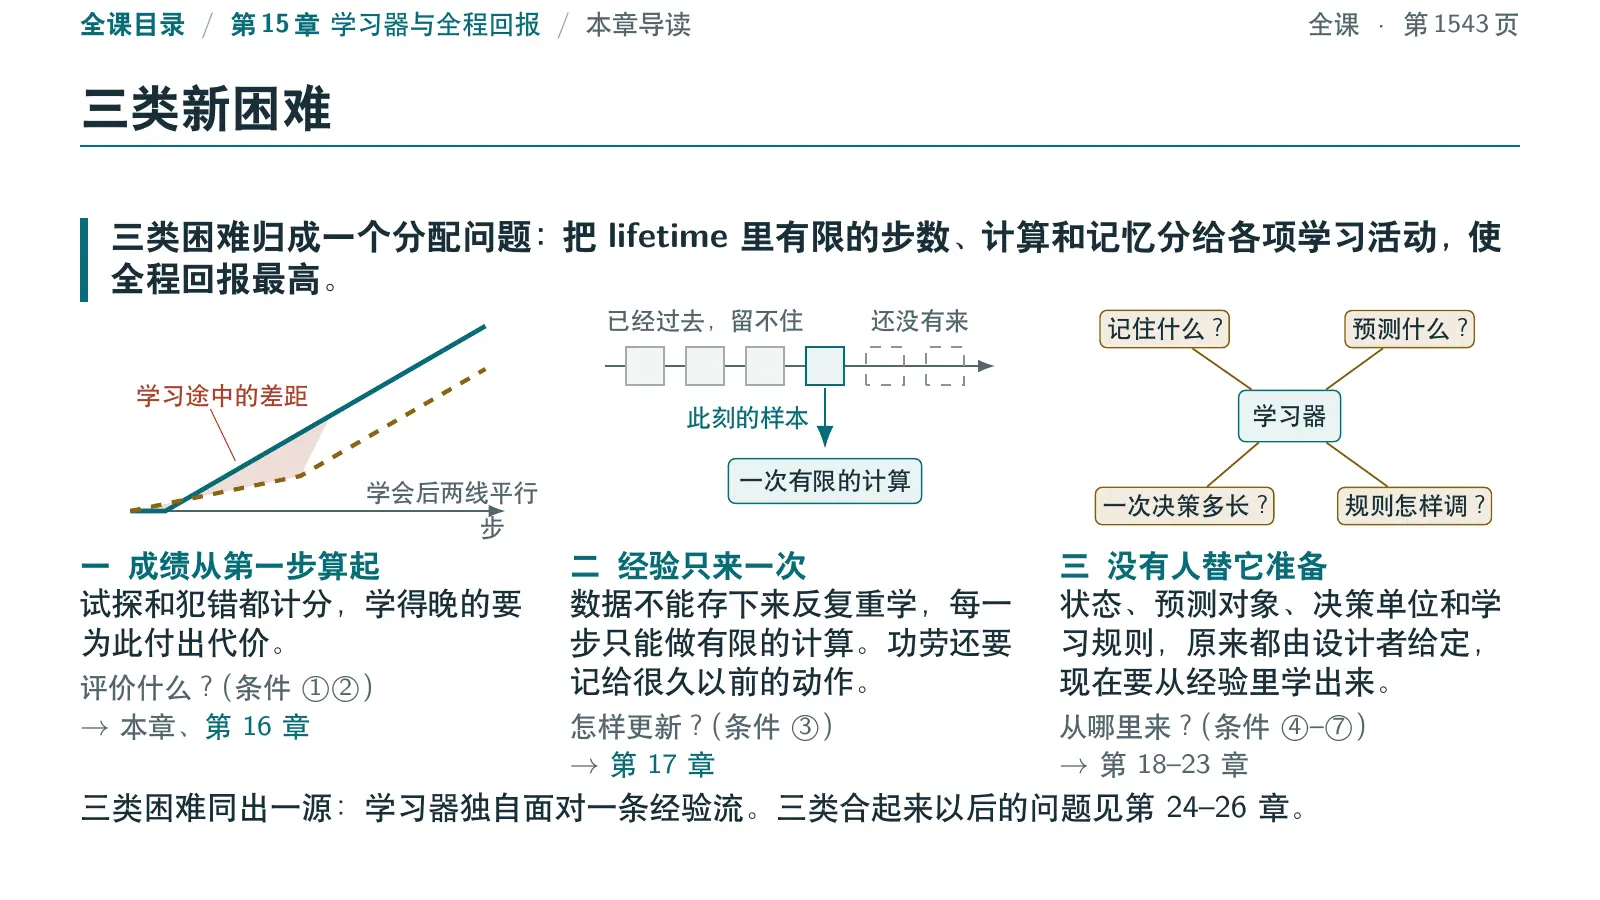 全课目录 / 第 15 章 学习器与全程回报 / 本章导读
全课 · 第 1543 页
三类新困难
三类困难归成一个分配问题：把 lifetime 里有限的步数、计算和记忆分给各项学习活动，使
全程回报最高。
学习途中的差距
学会后两线平行
步
已经过去，留不住
还没有来
此刻的样本
一次有限的计算
记住什么？
预测什么？
学习器
一次决策多长？
规则怎样调？
一 成绩从第一步算起
试探和犯错都计分，学得晚的要
为此付出代价。
评价什么？（条件 ①②）
→ 本章、第 16 章
二 经验只来一次
数据不能存下来反复重学，每一
步只能做有限的计算。功劳还要
记给很久以前的动作。
怎样更新？（条件 ③）
→ 第 17 章
三 没有人替它准备
状态、预测对象、决策单位和学
习规则，原来都由设计者给定，
现在要从经验里学出来。
从哪里来？（条件 ④–⑦）
→ 第 18–23 章
三类困难同出一源：学习器独自面对一条经验流。三类合起来以后的问题见第 24–26 章。